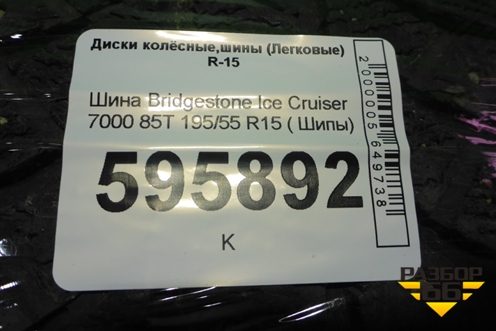 Диски колёсные,шины (Легковые)
R-15
Шина Bridgestone Ice Cruiser
7000 85T 195/55 R15 ( Шипы)
595892
K
2000005649738
РАЗБОР
66